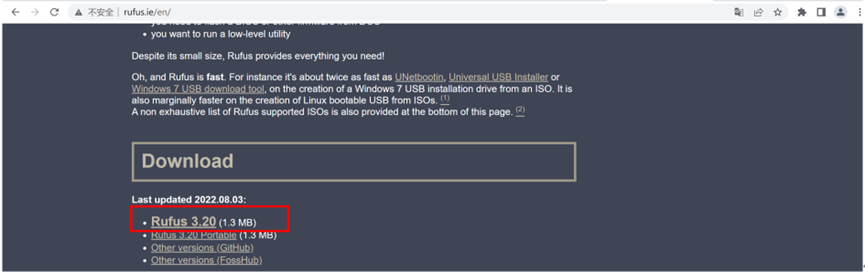 不安全 | rufus.ie/en/
• you want to run a low-level utility
Despite its small size, Rufus provides everything you need!
Oh, and Rufus is fast. For instance it's about twice as fast as UNetbootin, Universal USB Installer or
Windows 7 USB download tool, on the creation of a Windows 7 USB installation drive from an ISO. It is
also marginally faster on the creation of Linux bootable USB from ISOs. (1)
A non exhaustive list of Rufus supported ISOs is also provided at the bottom of this page. (2)
Download
Last updated 2022.08.03:
• Rufus 3.20 (1.3 MB)
• Rufus 3.20 Portable (1.3 MB)
• Other versions (GitHub)
• Other versions (FossHub)